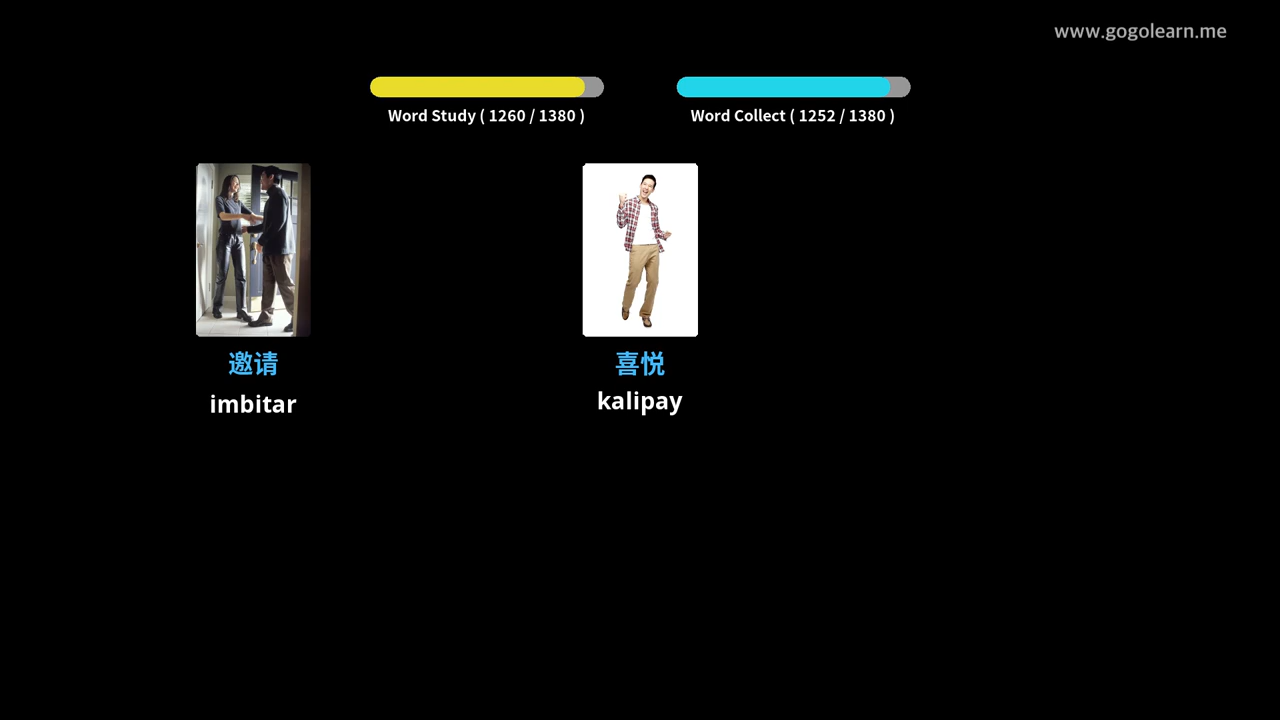 www.gogolearn.me
Word Study ( 1260 / 1380 )
Word Collect ( 1252 / 1380 )
邀请
imbitar
喜悦
kalipay